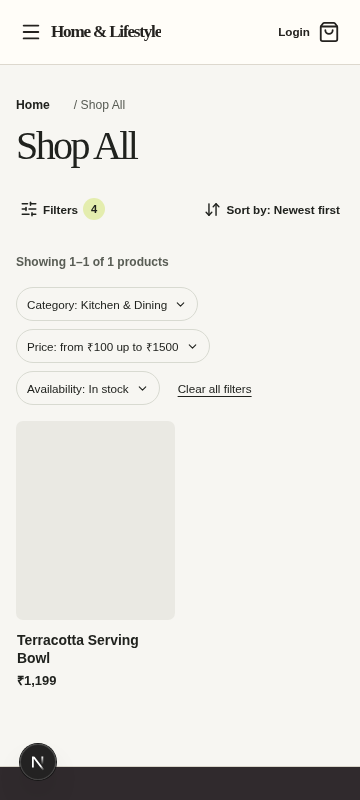 Home & Lifestyle
Login
Home / Shop All
Shop All
Filters 4
Sort by: Newest first
Showing 1–1 of 1 products
Category: Kitchen & Dining
Price: from ₹100 up to ₹1500
Availability: In stock
Clear all filters
Terracotta Serving
Bowl
₹1,199
N